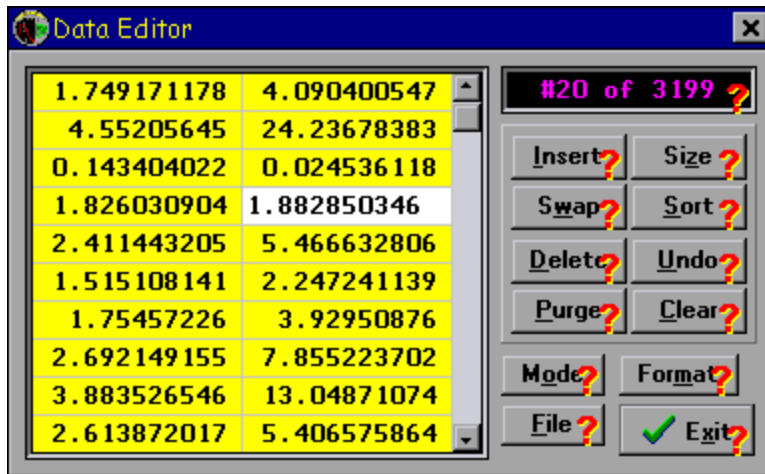 Data Editor
1.749171178 4.090400547
4.55205645 24.23678383
0.143404022 0.024536118
1.826030904 1.882850346
2.411443205 5.466632806
1.515108141 2.247241139
1.75457226 3.92950876
2.692149155 7.855223702
3.883526546 13.04871074
2.613872017 5.406575864
#20 of 3199 ?
Insert ? Size ?
Swap ? Sort ?
Delete ? Undo ?
Purge ? Clear ?
Mode ? Format ?
File ? Exit ?